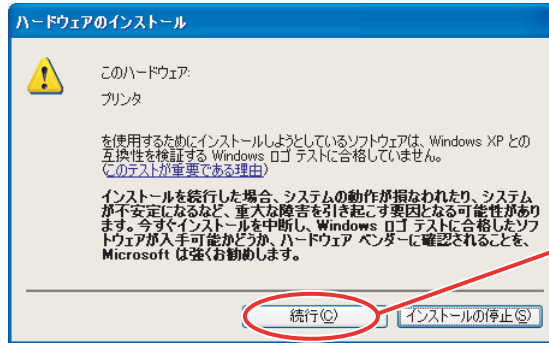 ハードウェアのインストール
このハードウェア:
プリンタ
を使用するためにインストールしようとしているソフトウェアは、Windows XP との
互換性を検証する Windows ロゴ テストに合格していません。
(このテストが重要である理由)
インストールを続行した場合、システムの動作が損なわれたり、システム
が不安定になるなど、重大な障害を引き起こす要因となる可能性があり
ます。今すぐインストールを中断し、Windows ロゴ テストに合格したソフ
トウェアが入手可能かどうか、ハードウェア ベンダーに確認されることを、
Microsoft は強くお勧めします。
続行(C)
インストールの停止(S)